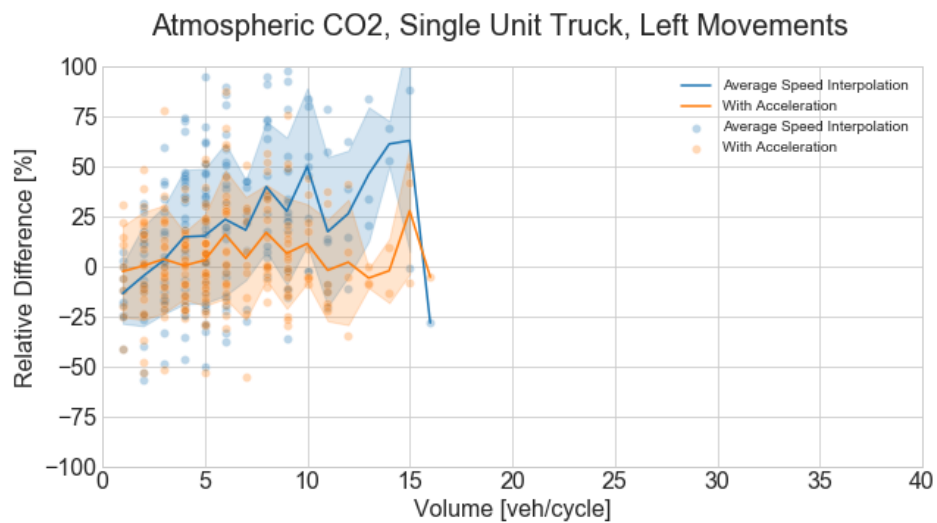 Atmospheric CO2, Single Unit Truck, Left Movements
Relative Difference [%]
100
75
50
25
0
−25
−50
−75
−100
Average Speed Interpolation
With Acceleration
Average Speed Interpolation
With Acceleration
0 5 10 15 20 25 30 35 40
Volume [veh/cycle]